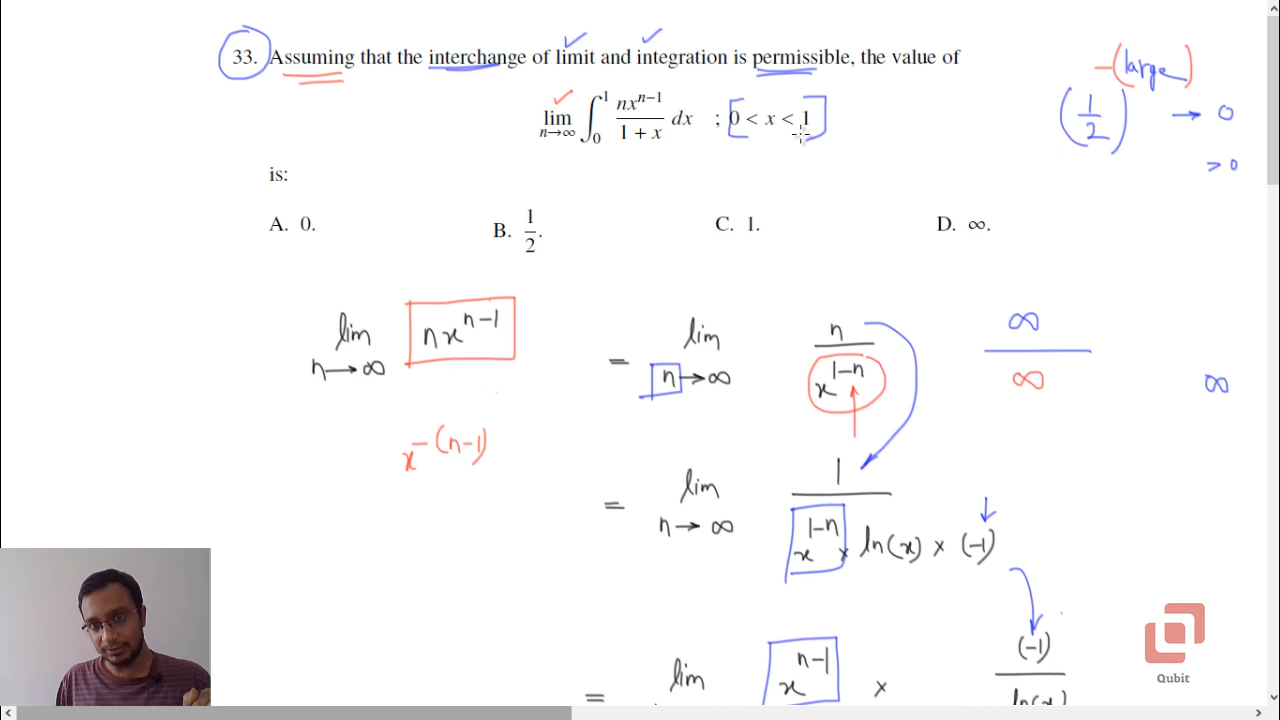 33. Assuming that the interchange of limit and integration is permissible, the value of
lim n→∞ ∫₀¹ nxⁿ⁻¹ / 1 + x dx ; 0 < x < 1
is:
A. 0. B. 1/2. C. 1. D. ∞.
-(large)
(1/2) → 0
> 0
lim n→∞ n x^(n-1) = lim n→∞ n / x^(1-n) ∞ / ∞ ∞
x^-(n-1)
= lim n→∞ 1 / x^(1-n) × ln(x) × (-1)
= lim x^(n-1) × (-1) / ln(x)
Qubit